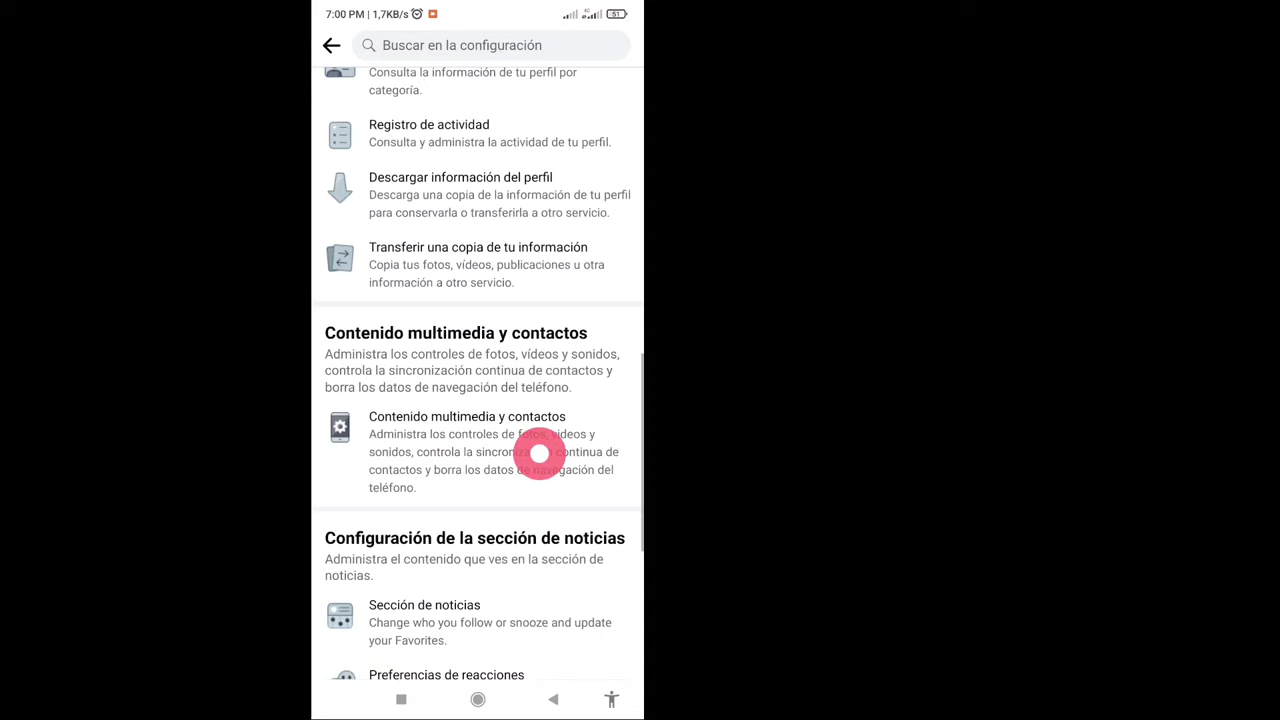 7:00 PM | 1,7KB/s
4G
51
Buscar en la configuración
Consulta la información de tu perfil por
categoría.
Registro de actividad
Consulta y administra la actividad de tu perfil.
Descargar información del perfil
Descarga una copia de la información de tu perfil
para conservarla o transferirla a otro servicio.
Transferir una copia de tu información
Copia tus fotos, vídeos, publicaciones u otra
información a otro servicio.
Contenido multimedia y contactos
Administra los controles de fotos, vídeos y sonidos,
controla la sincronización continua de contactos y
borra los datos de navegación del teléfono.
Contenido multimedia y contactos
Administra los controles de fotos, vídeos y
sonidos, controla la sincronización continua de
contactos y borra los datos de navegación del
teléfono.
Configuración de la sección de noticias
Administra el contenido que ves en la sección de
noticias.
Sección de noticias
Change who you follow or snooze and update
your Favorites.
Preferencias de reacciones